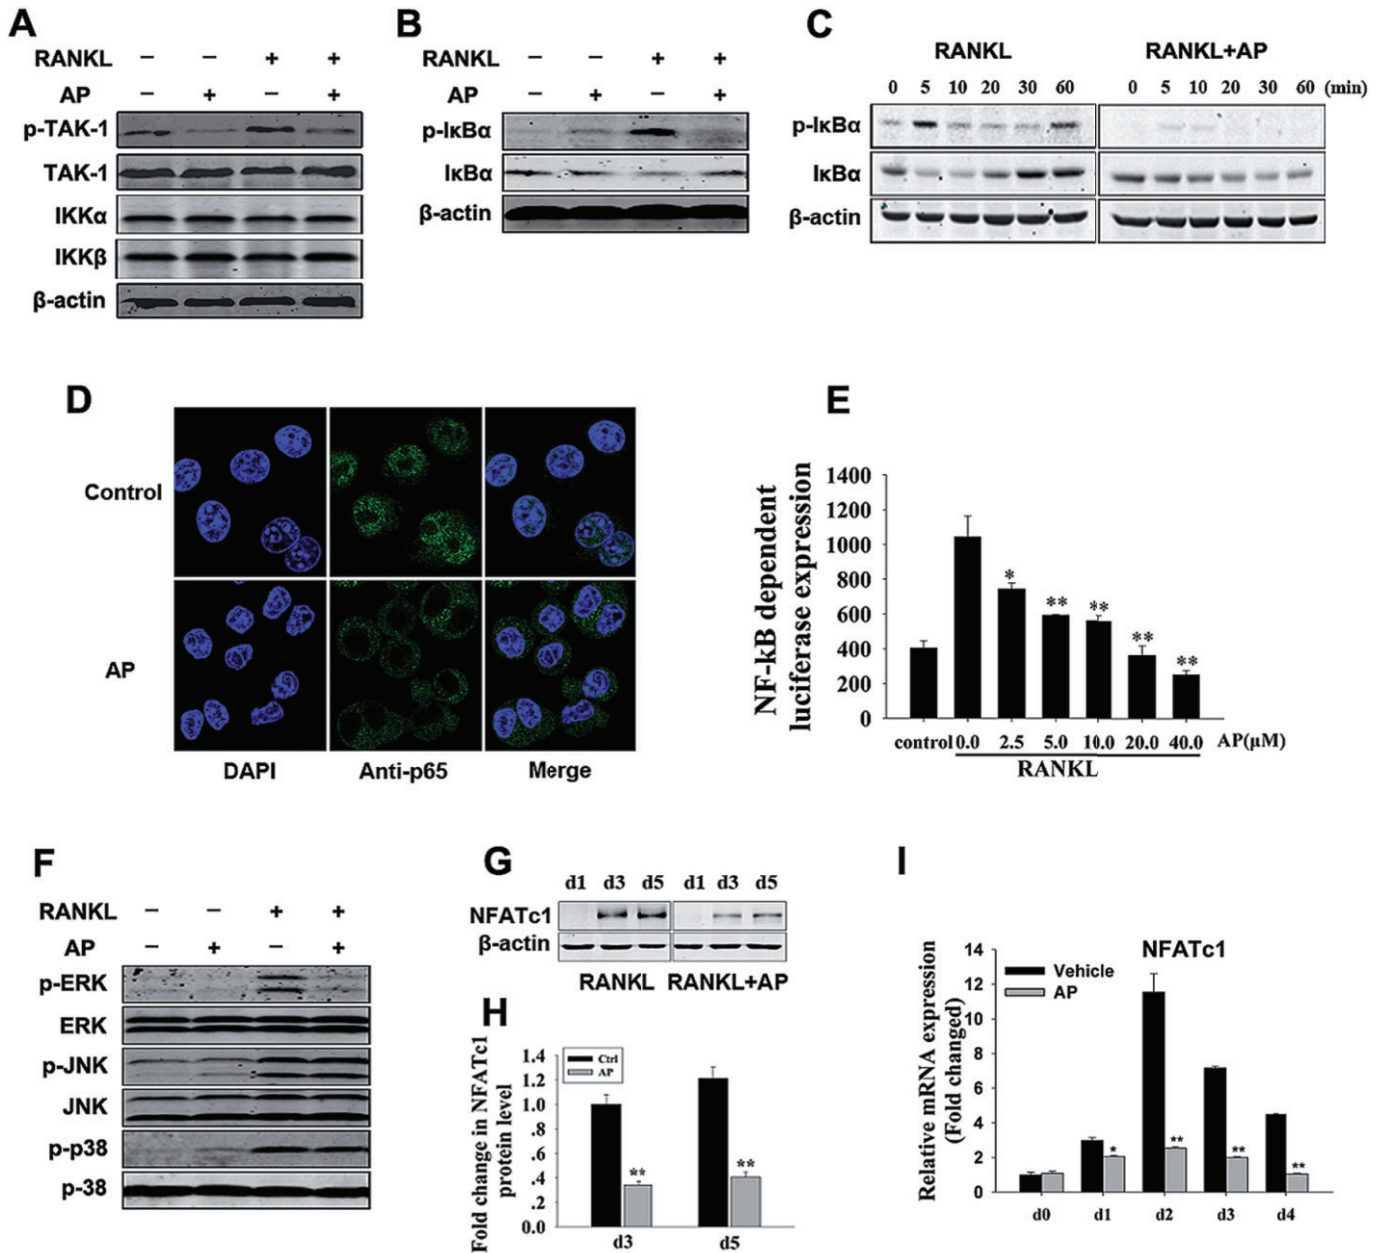 A
RANKL − − + +
AP − + − +
p-TAK-1
TAK-1
IKKα
IKKβ
β-actin
B
RANKL − − + +
AP − + − +
p-IκBα
IκBα
β-actin
C
RANKL RANKL+AP
0 5 10 20 30 60 0 5 10 20 30 60 (min)
p-IκBα
IκBα
β-actin
D
Control
AP
DAPI Anti-p65 Merge
E
NF-kB dependent
luciferase expression
1400
1200
1000
800
600
400
200
0
* ** ** ** **
control 0.0 2.5 5.0 10.0 20.0 40.0 AP(μM)
RANKL
F
RANKL − − + +
AP − + − +
p-ERK
ERK
p-JNK
JNK
p-p38
p-38
G
d1 d3 d5 d1 d3 d5
NFATc1
β-actin
RANKL RANKL+AP
H
Fold change in NFATc1
protein level
1.4
1.2
1.0
.8
.6
.4
.2
0.0
Ctrl
AP
** **
d3 d5
I
NFATc1
Relative mRNA expression
(Fold changed)
14
12
10
8
6
4
2
0
Vehicle
AP
* ** ** **
d0 d1 d2 d3 d4